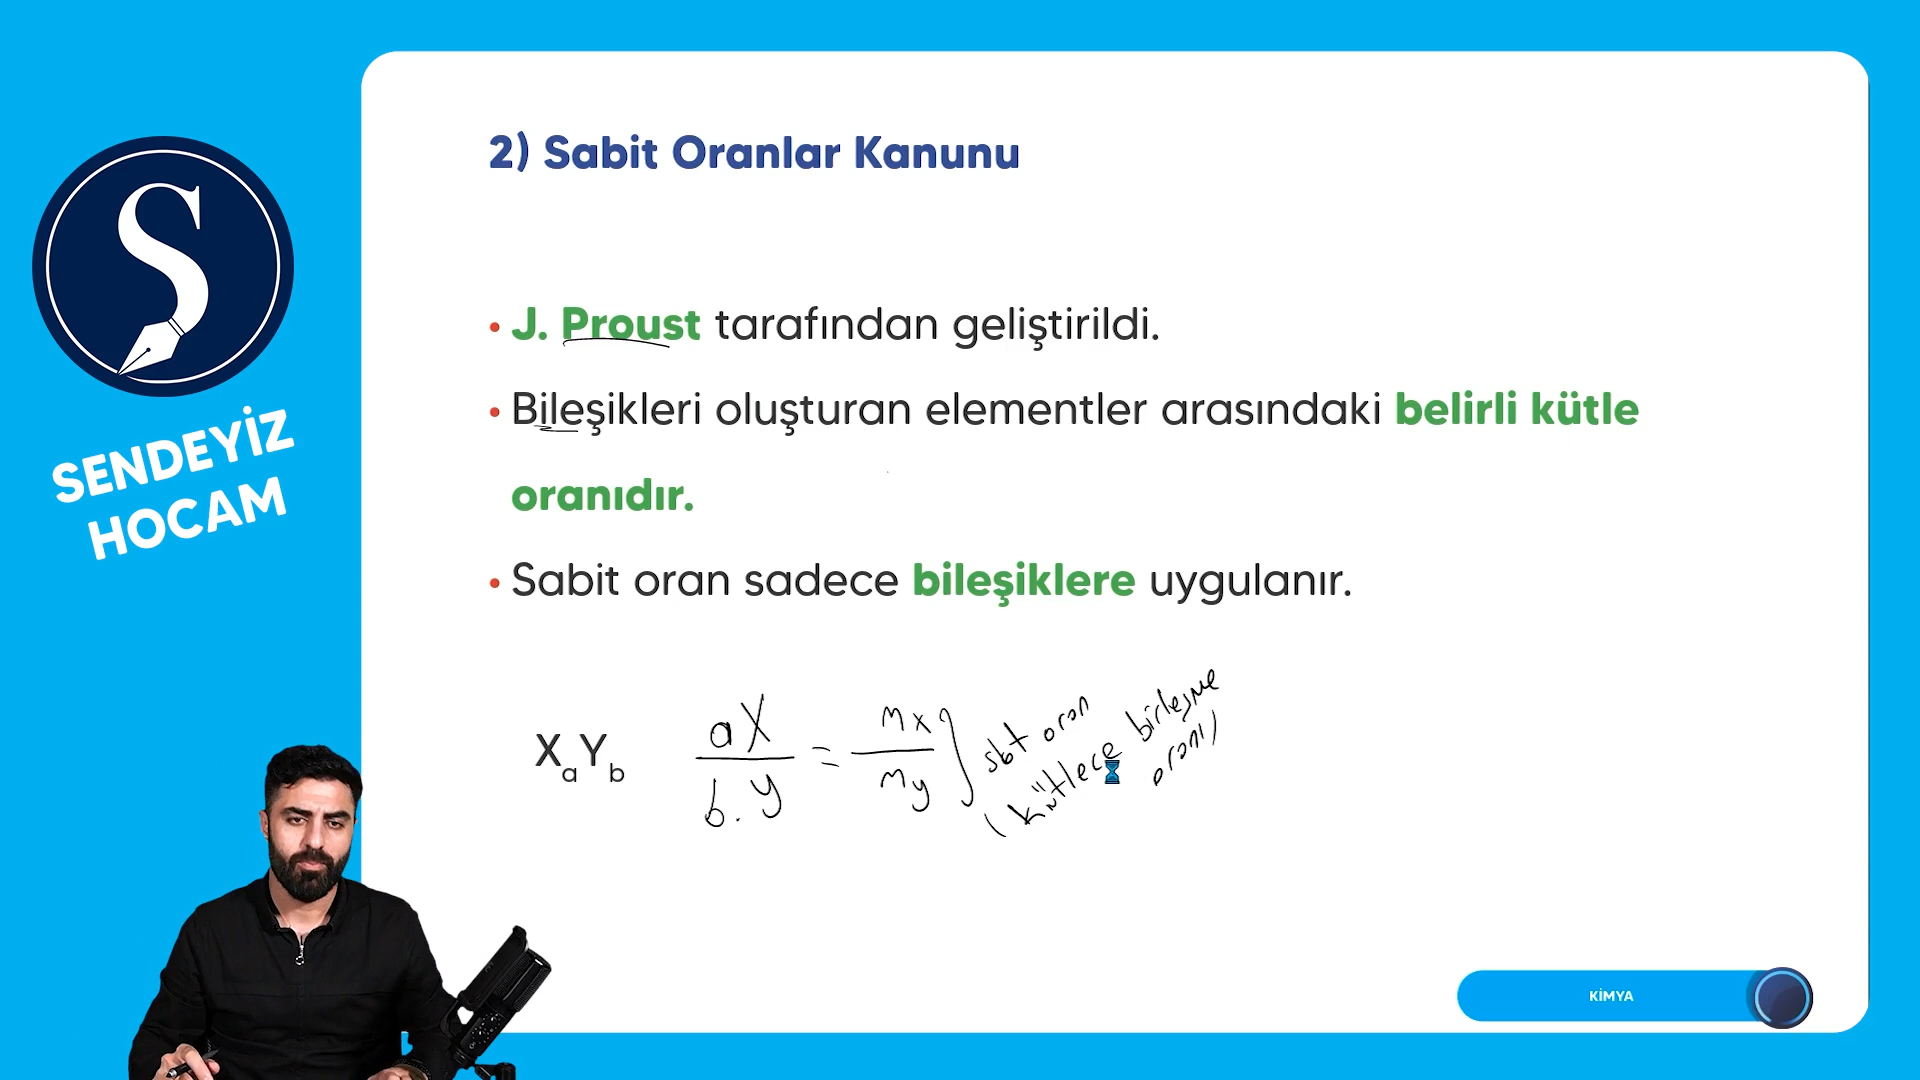 SENDEYİZ
HOCAM
2) Sabit Oranlar Kanunu
• J. Proust tarafından geliştirildi.
• Bileşikleri oluşturan elementler arasındaki belirli kütle
oranıdır.
• Sabit oran sadece bileşiklere uygulanır.
XaYb
aX / b.y = mx / my
sbt oran
(kütlece birleşme
oranı)
KİMYA